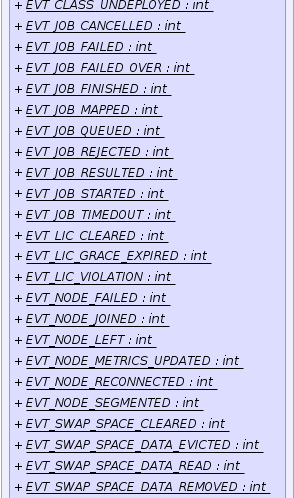 + EVT_CLASS_UNDEPLOYED : int
+ EVT_JOB_CANCELLED : int
+ EVT_JOB_FAILED : int
+ EVT_JOB_FAILED_OVER : int
+ EVT_JOB_FINISHED : int
+ EVT_JOB_MAPPED : int
+ EVT_JOB_QUEUED : int
+ EVT_JOB_REJECTED : int
+ EVT_JOB_RESULTED : int
+ EVT_JOB_STARTED : int
+ EVT_JOB_TIMEDOUT : int
+ EVT_LIC_CLEARED : int
+ EVT_LIC_GRACE_EXPIRED : int
+ EVT_LIC_VIOLATION : int
+ EVT_NODE_FAILED : int
+ EVT_NODE_JOINED : int
+ EVT_NODE_LEFT : int
+ EVT_NODE_METRICS_UPDATED : int
+ EVT_NODE_RECONNECTED : int
+ EVT_NODE_SEGMENTED : int
+ EVT_SWAP_SPACE_CLEARED : int
+ EVT_SWAP_SPACE_DATA_EVICTED : int
+ EVT_SWAP_SPACE_DATA_READ : int
+ EVT_SWAP_SPACE_DATA_REMOVED : int